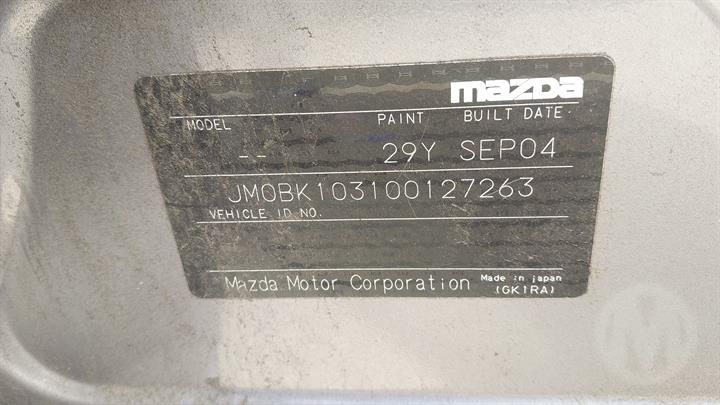 mazda
MODEL PAINT BUILT DATE
-- 29Y SEP04
JM0BK103100127263
VEHICLE ID NO.
Mazda Motor Corporation Made in japan
(GK1RA)
M